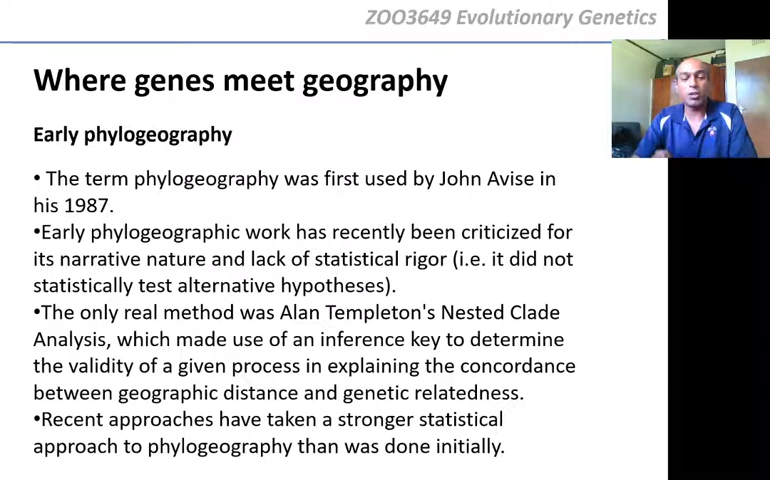 ZOO3649 Evolutionary Genetics
Where genes meet geography
Early phylogeography
• The term phylogeography was first used by John Avise in
his 1987.
•Early phylogeographic work has recently been criticized for
its narrative nature and lack of statistical rigor (i.e. it did not
statistically test alternative hypotheses).
•The only real method was Alan Templeton's Nested Clade
Analysis, which made use of an inference key to determine
the validity of a given process in explaining the concordance
between geographic distance and genetic relatedness.
•Recent approaches have taken a stronger statistical
approach to phylogeography than was done initially.